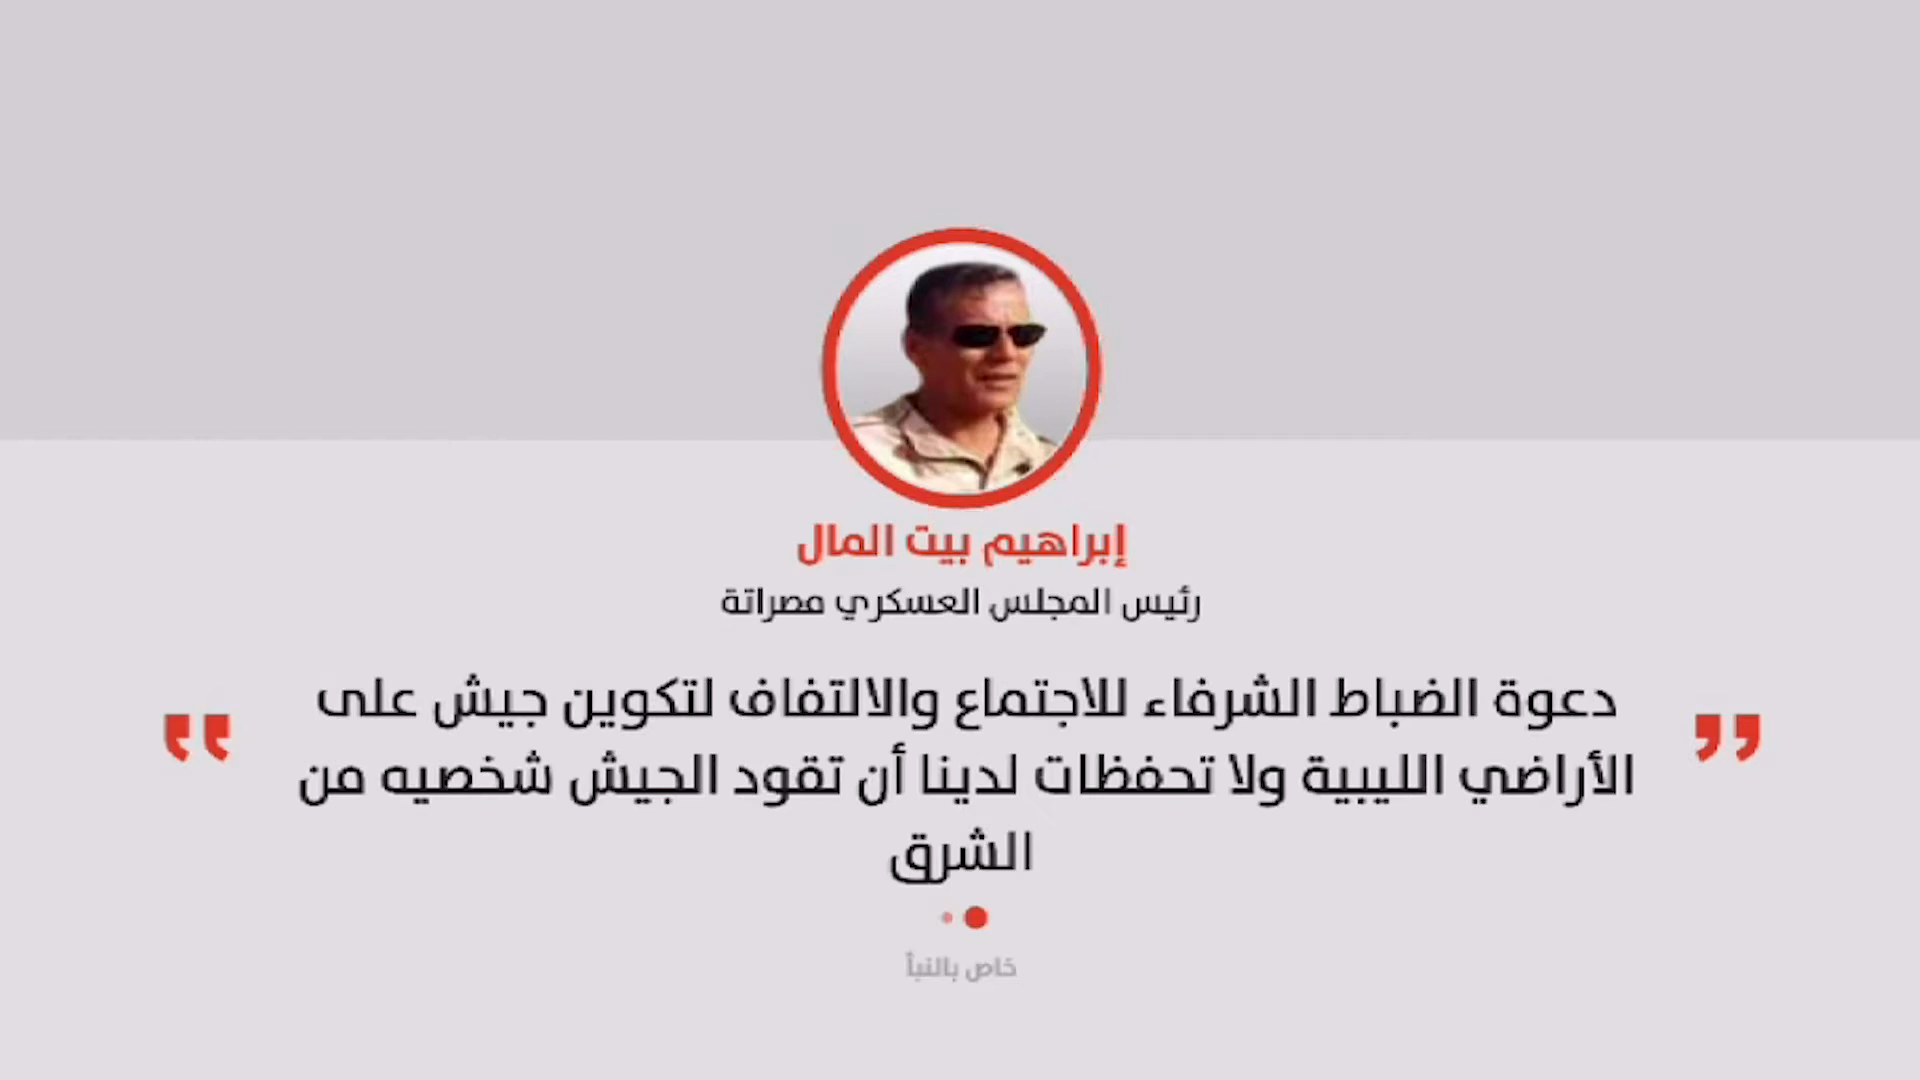 إبراهيم بيت المال
رئيس المجلس العسكري مصراتة
دعوة الضباط الشرفاء للاجتماع والالتفاف لتكوين جيش على
الأراضي الليبية ولا تحفظات لدينا أن تقود الجيش شخصيه من
الشرق
خاص بالنبأ